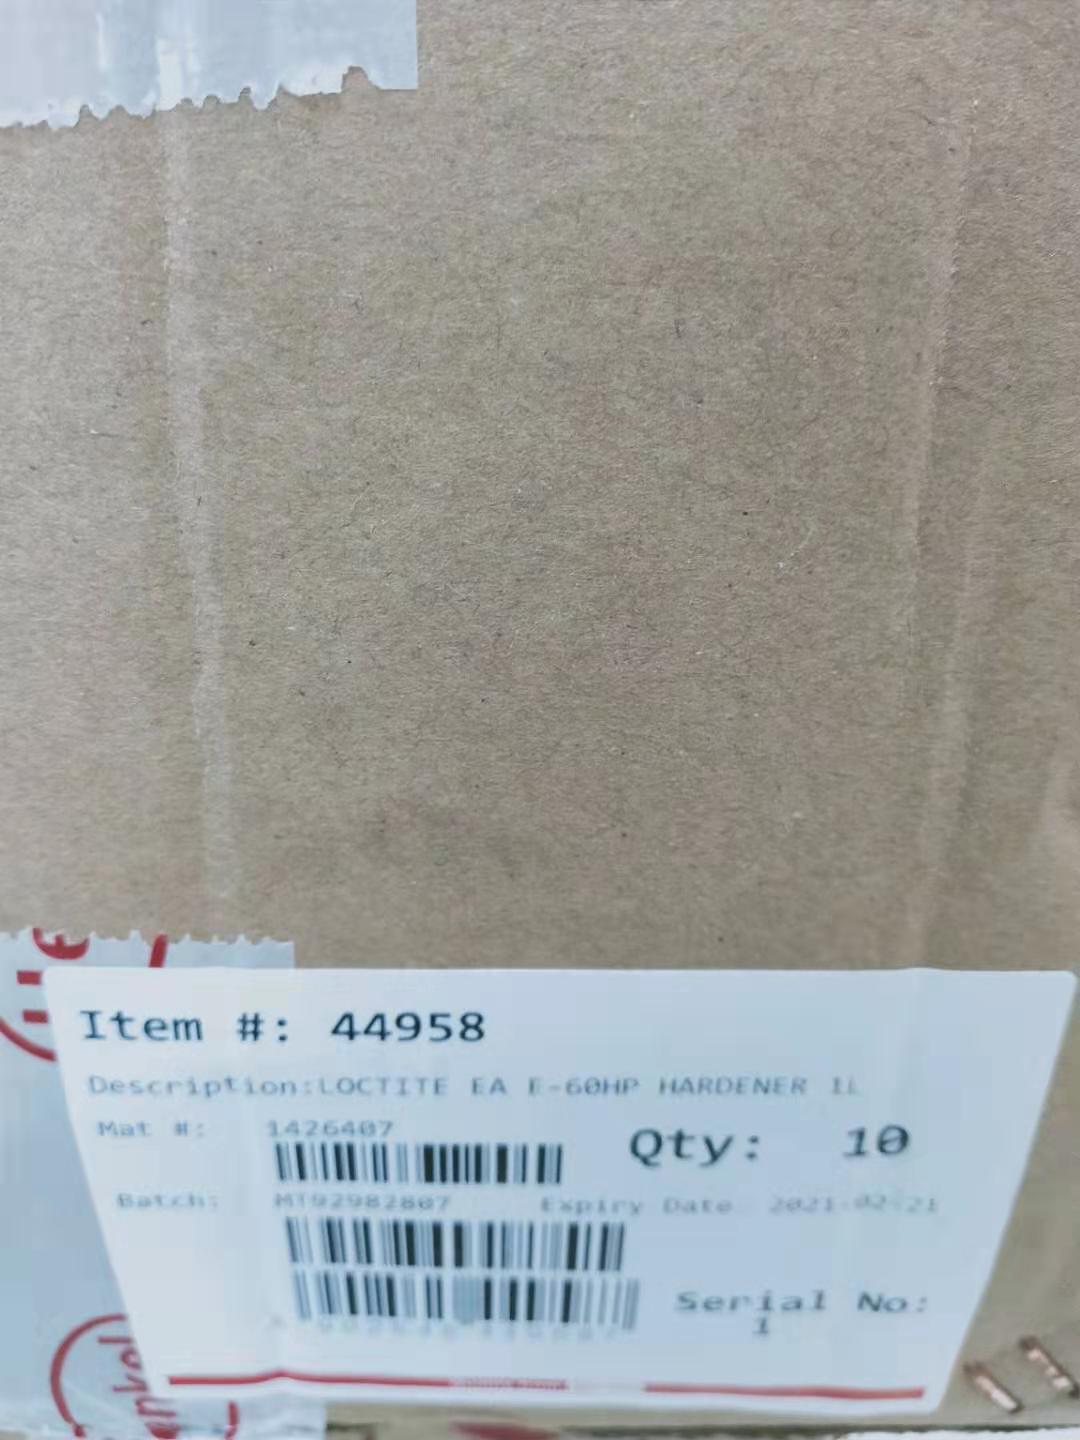 Item #: 44958
Description:LOCTITE EA E-60HP HARDENER 1L
Mat #: 1426407
Qty: 10
Batch: MT92982807 Expiry Date 2021-02-21
Serial No:
1